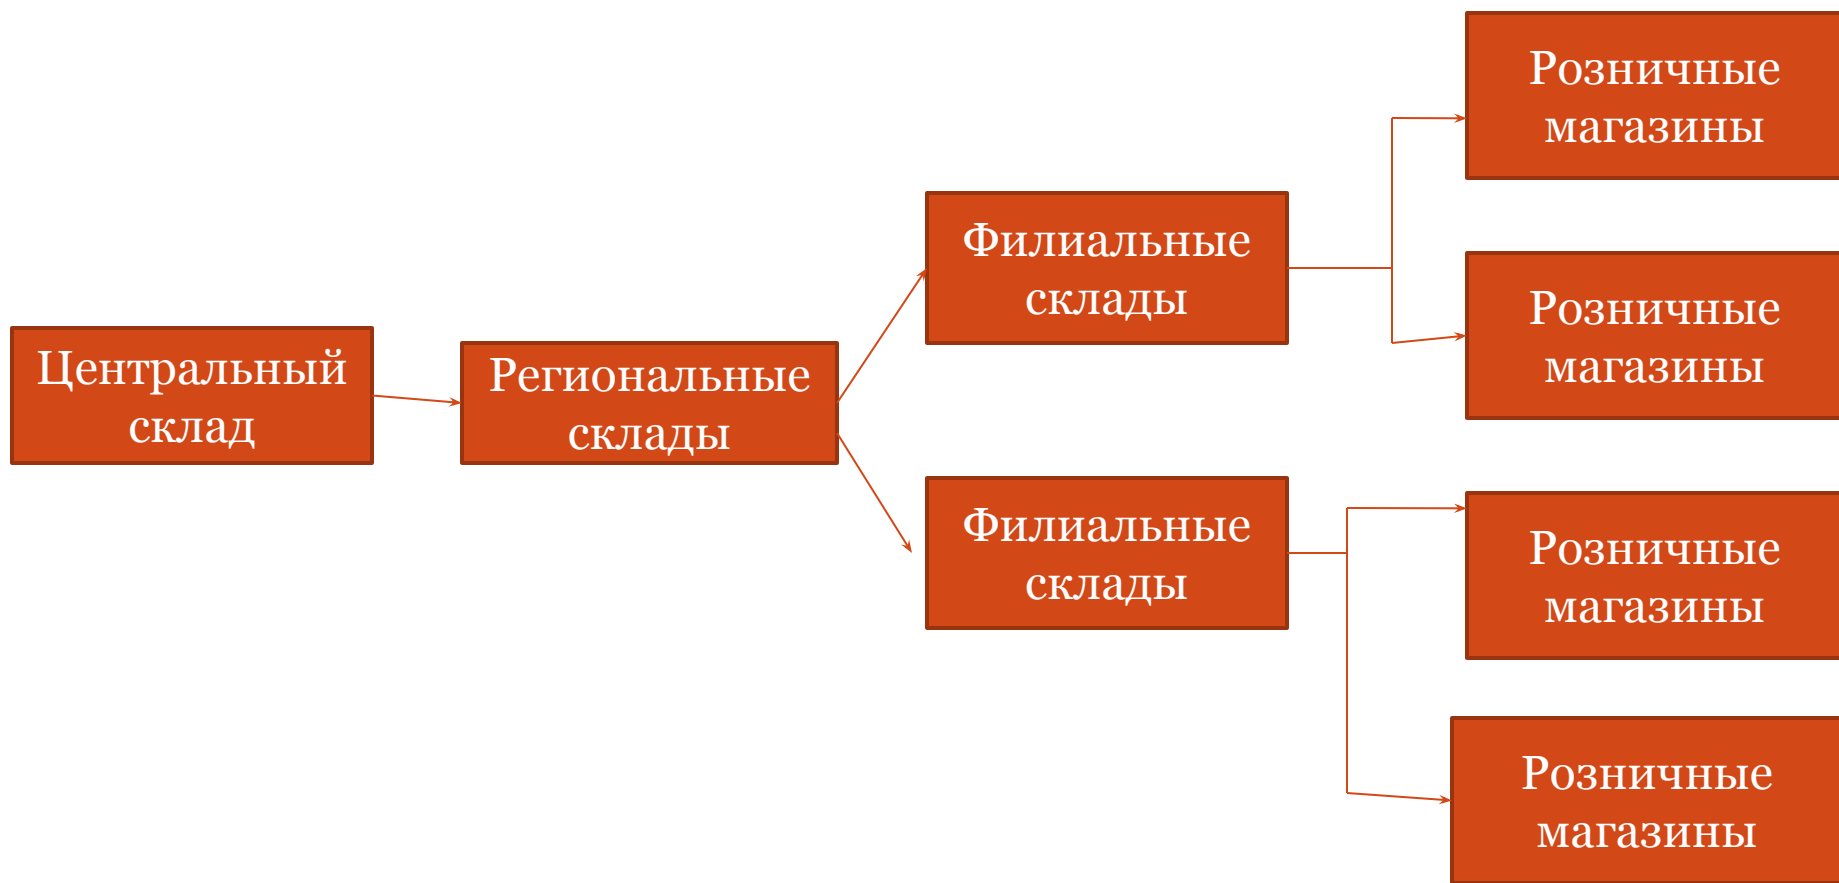 Центральный
склад
Региональные
склады
Филиальные
склады
Филиальные
склады
Розничные
магазины
Розничные
магазины
Розничные
магазины
Розничные
магазины